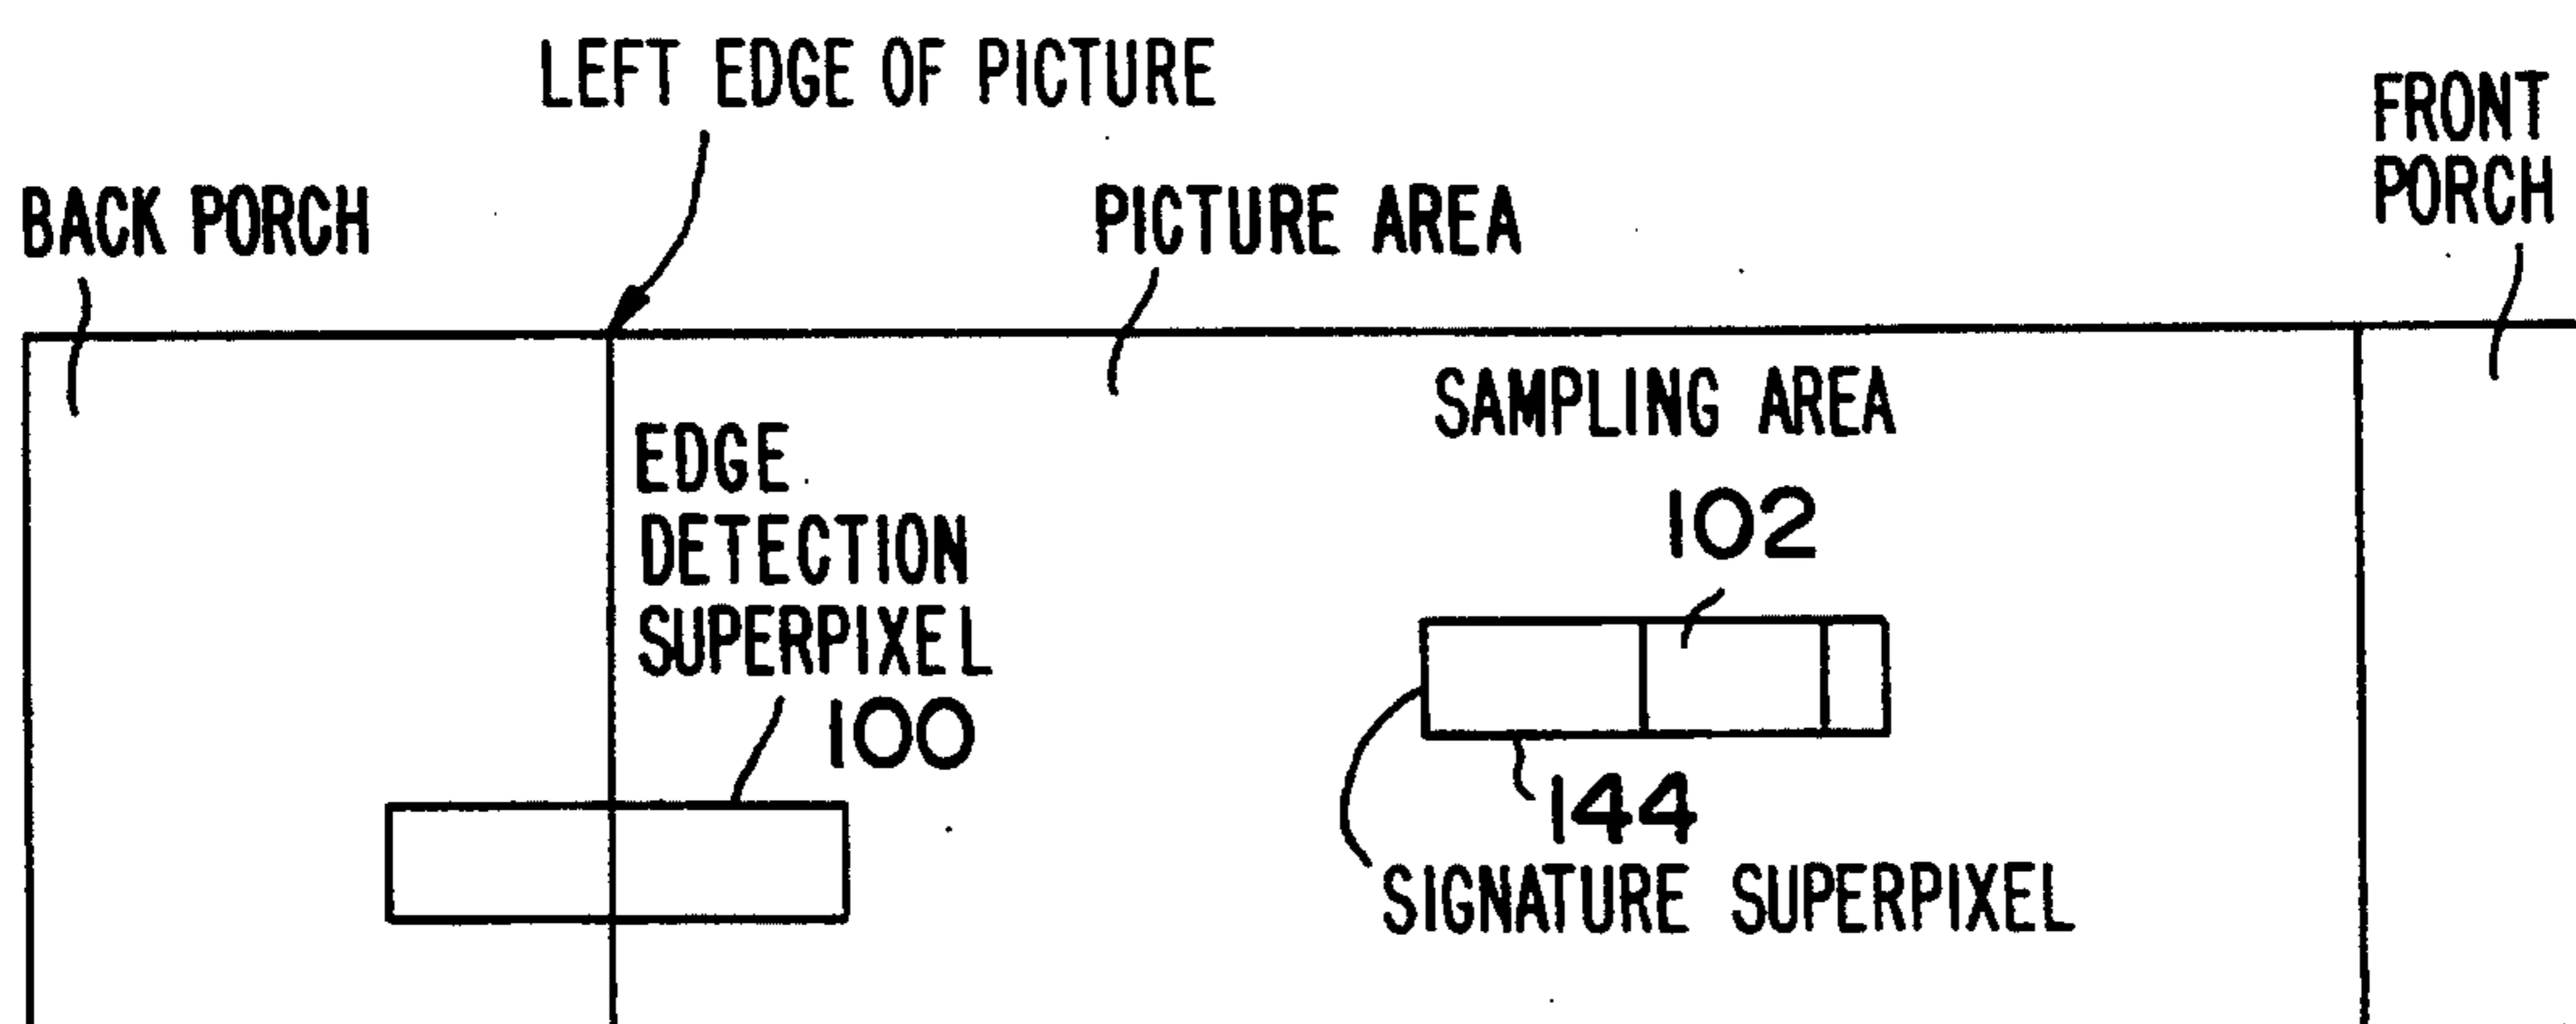 LEFT EDGE OF PICTURE
FRONT
PORCH
BACK PORCH
PICTURE AREA
SAMPLING AREA
102
EDGE
DETECTION
SUPERPIXEL
100
144
SIGNATURE SUPERPIXEL